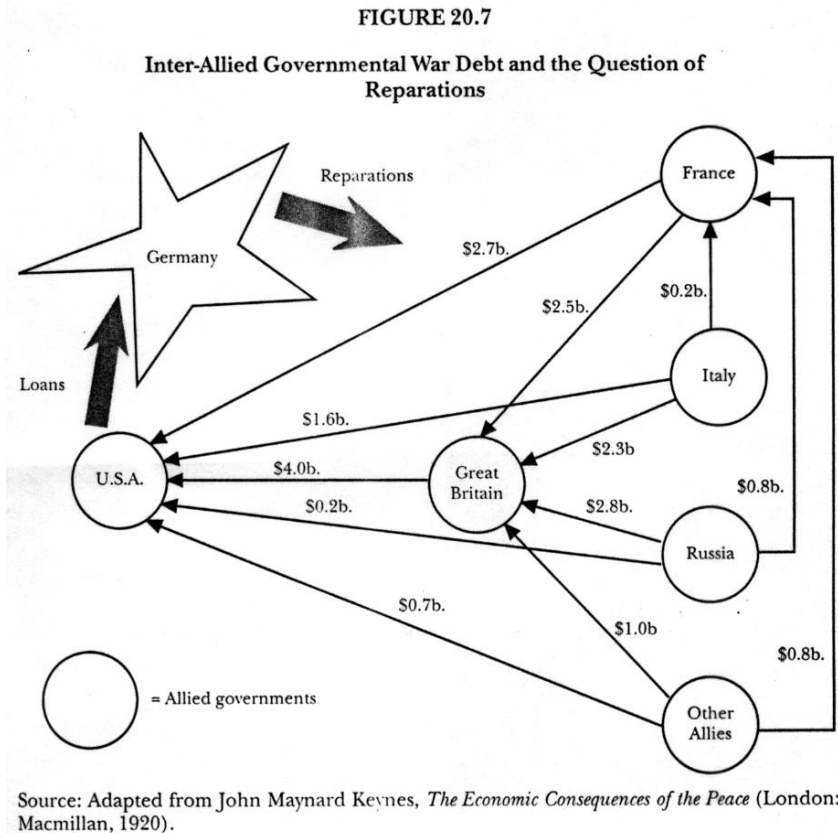 FIGURE 20.7
Inter-Allied Governmental War Debt and the Question of
Reparations
Reparations
France
Germany
$2.7b.
$2.5b.
$0.2b.
Loans
Italy
$1.6b.
$2.3b
U.S.A.
$4.0b.
Great
Britain
$0.8b.
$0.2b.
$2.8b.
Russia
$0.7b.
$1.0b
$0.8b.
= Allied governments
Other
Allies
Source: Adapted from John Maynard Keynes, The Economic Consequences of the Peace (London:
Macmillan, 1920).